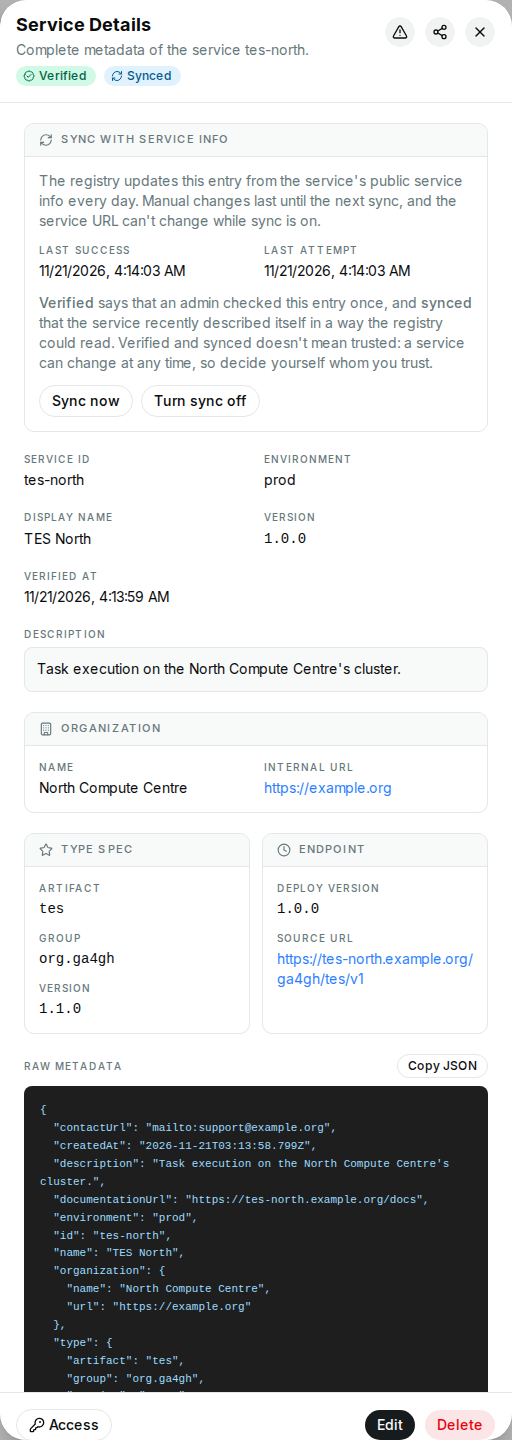 Service Details
Complete metadata of the service tes-north.
Verified
Synced
SYNC WITH SERVICE INFO
The registry updates this entry from the service's public service
info every day. Manual changes last until the next sync, and the
service URL can't change while sync is on.
LAST SUCCESS
11/21/2026, 4:14:03 AM
LAST ATTEMPT
11/21/2026, 4:14:03 AM
Verified says that an admin checked this entry once, and synced
that the service recently described itself in a way the registry
could read. Verified and synced doesn't mean trusted: a service
can change at any time, so decide yourself whom you trust.
Sync now
Turn sync off
SERVICE ID
tes-north
ENVIRONMENT
prod
DISPLAY NAME
TES North
VERSION
1.0.0
VERIFIED AT
11/21/2026, 4:13:59 AM
DESCRIPTION
Task execution on the North Compute Centre's cluster.
ORGANIZATION
NAME
North Compute Centre
INTERNAL URL
https://example.org
TYPE SPEC
ARTIFACT
tes
GROUP
org.ga4gh
VERSION
1.1.0
ENDPOINT
DEPLOY VERSION
1.0.0
SOURCE URL
https://tes-north.example.org/
ga4gh/tes/v1
RAW METADATA
Copy JSON
{
"contactUrl": "mailto:support@example.org",
"createdAt": "2026-11-21T03:13:58.799Z",
"description": "Task execution on the North Compute Centre's
cluster.",
"documentationUrl": "https://tes-north.example.org/docs",
"environment": "prod",
"id": "tes-north",
"name": "TES North",
"organization": {
"name": "North Compute Centre",
"url": "https://example.org"
},
"type": {
"artifact": "tes",
"group": "org.ga4gh",
Access
Edit
Delete